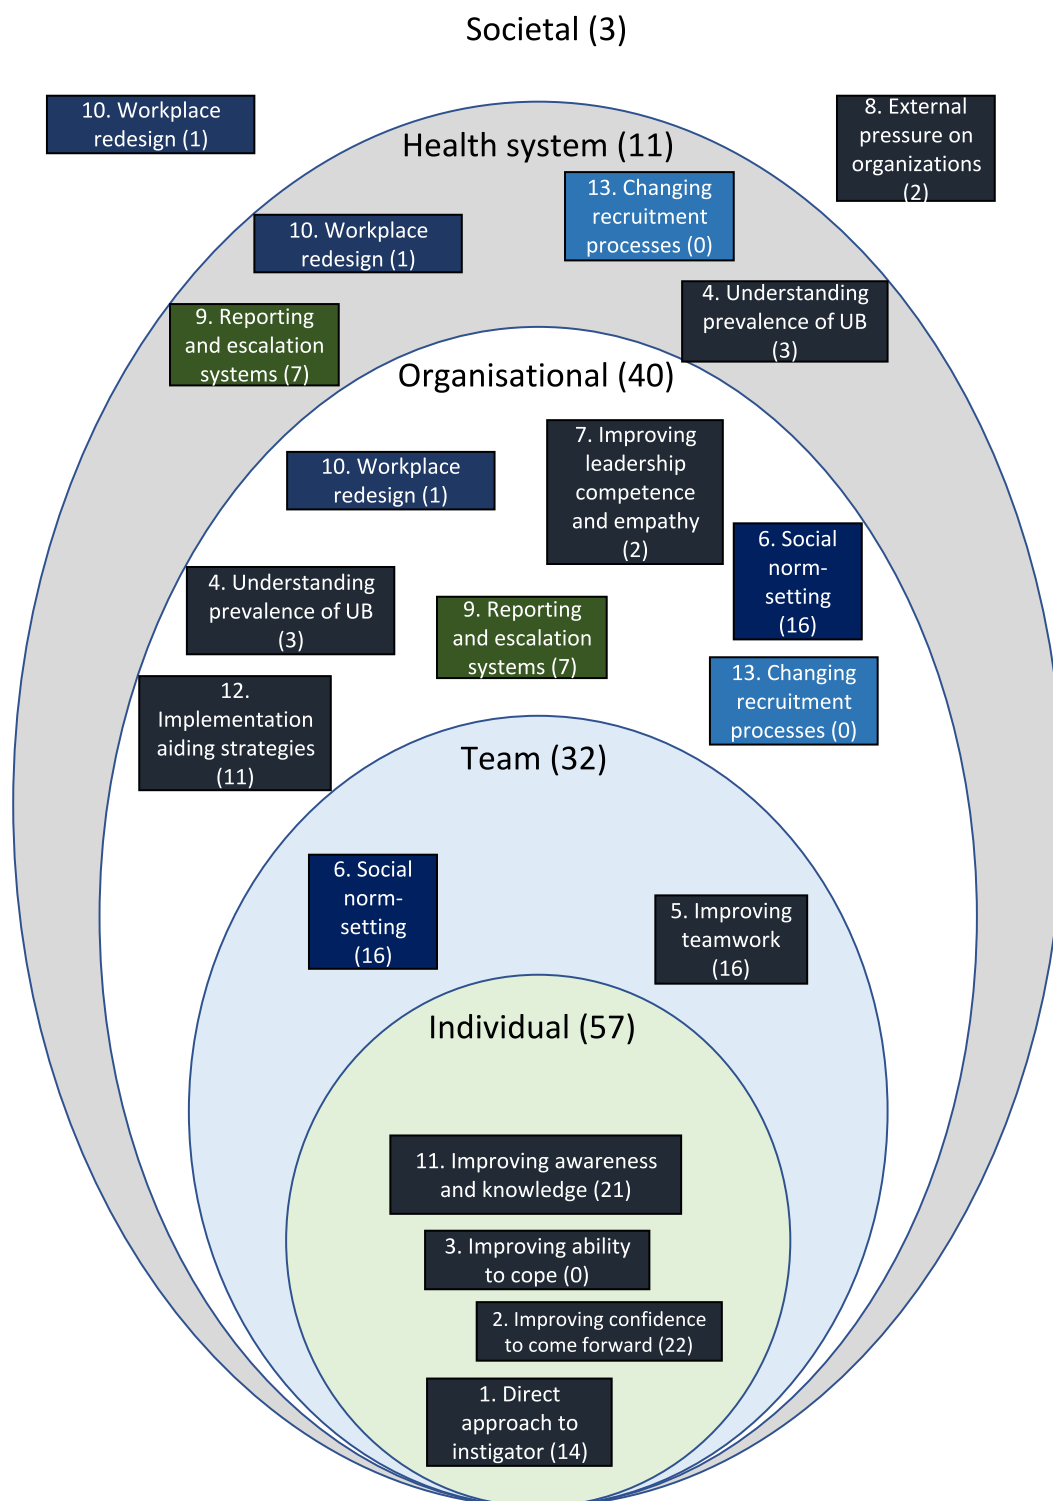 Societal (3)
10. Workplace
redesign (1)
8. External
pressure on
organizations
(2)
Health system (11)
13. Changing
recruitment
processes (0)
10. Workplace
redesign (1)
4. Understanding
prevalence of UB
(3)
9. Reporting
and escalation
systems (7)
Organisational (40)
7. Improving
leadership
competence
and empathy
(2)
10. Workplace
redesign (1)
6. Social
norm-
setting
(16)
4. Understanding
prevalence of UB
(3)
9. Reporting
and escalation
systems (7)
13. Changing
recruitment
processes (0)
12.
Implementation
aiding strategies
(11)
Team (32)
6. Social
norm-
setting
(16)
5. Improving
teamwork
(16)
Individual (57)
11. Improving awareness
and knowledge (21)
3. Improving ability
to cope (0)
2. Improving confidence
to come forward (22)
1. Direct
approach to
instigator (14)